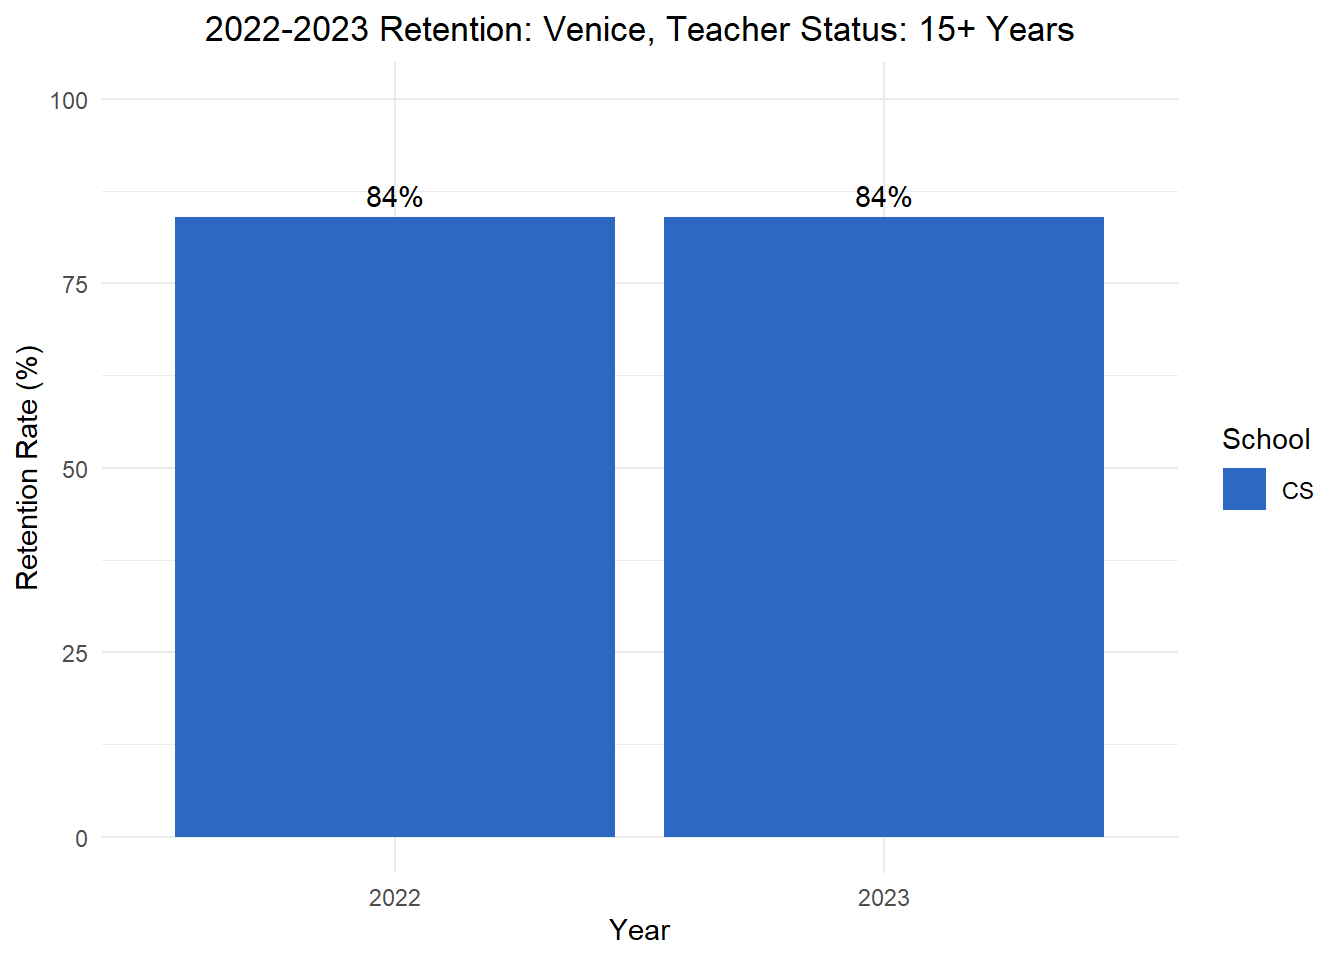 2022-2023 Retention: Venice, Teacher Status: 15+ Years
100
75
50
25
0
Retention Rate (%)
84%
84%
2022
2023
Year
School
CS